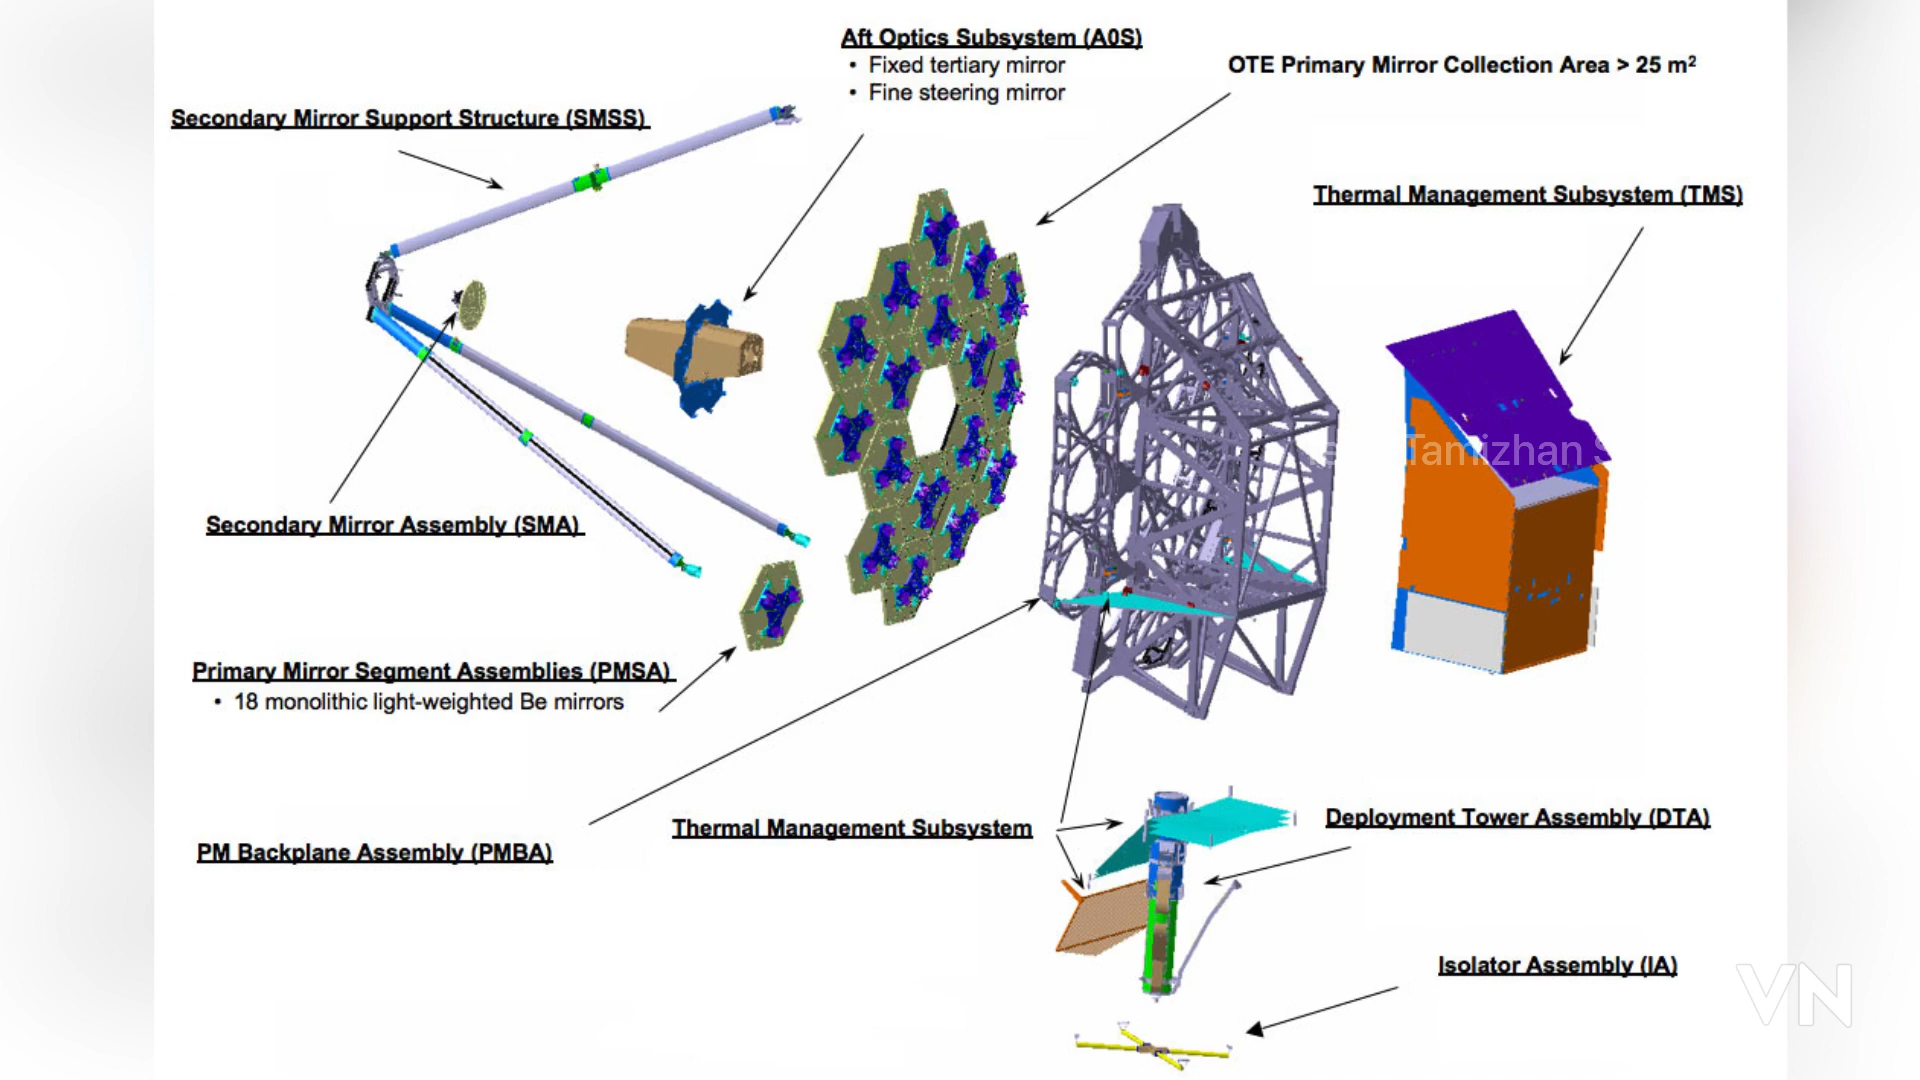 Aft Optics Subsystem (A0S)
• Fixed tertiary mirror
• Fine steering mirror
OTE Primary Mirror Collection Area > 25 m²
Secondary Mirror Support Structure (SMSS)
Thermal Management Subsystem (TMS)
Tamizhan
Secondary Mirror Assembly (SMA)
Primary Mirror Segment Assemblies (PMSA)
• 18 monolithic light-weighted Be mirrors
Thermal Management Subsystem
Deployment Tower Assembly (DTA)
PM Backplane Assembly (PMBA)
Isolator Assembly (IA)
VN